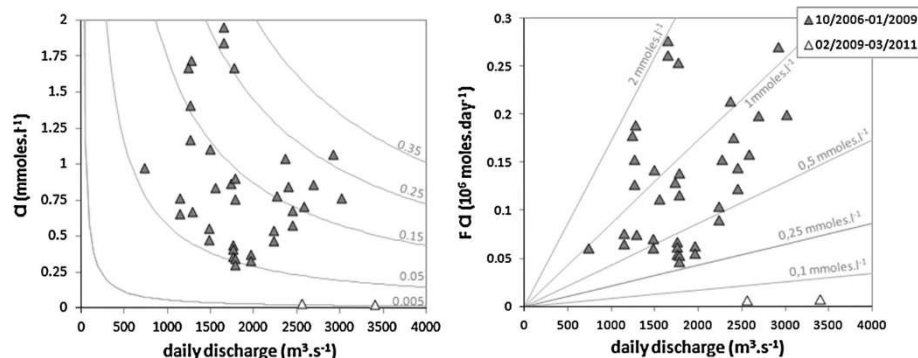 Cl (mmoles.l-1)
2
1.75
1.5
1.25
1
0.75
0.5
0.25
0
0.35
0.25
0.15
0.05
0.005
0 500 1000 1500 2000 2500 3000 3500 4000
daily discharge (m³.s-¹)
F Cl (10⁶ moles.day-¹)
0.3
0.25
0.2
0.15
0.1
0.05
0
10/2006-01/2009
02/2009-03/2011
2 mmoles.l-¹
1mmoles.l-¹
0,5 mmoles.l-¹
0,25 mmoles.l-¹
0,1 mmoles.l-¹
0 500 1000 1500 2000 2500 3000 3500 4000
daily discharge (m³.s-¹)